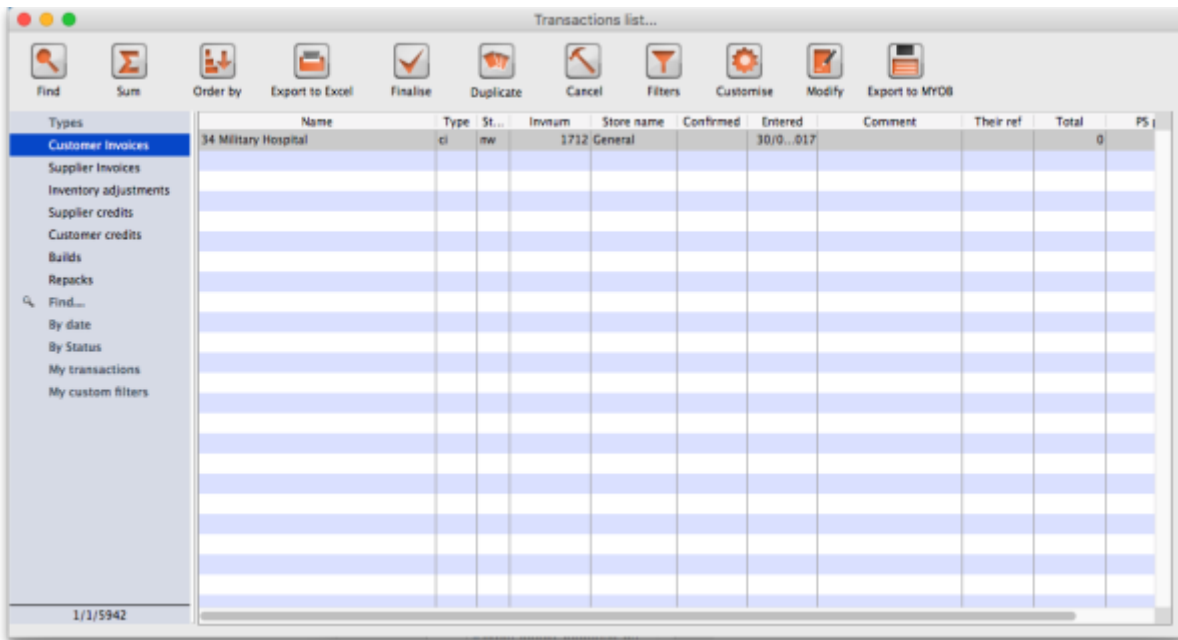 Transactions list...
Find Sum Order by Export to Excel Finalise Duplicate Cancel Filters Customise Modify Export to MYOB
Types
Customer Invoices
Supplier Invoices
Inventory adjustments
Supplier credits
Customer credits
Builds
Repacks
Find...
By date
By Status
My transactions
My custom filters
1/1/5942
Name Type St... Invnum Store name Confirmed Entered Comment Their ref Total PS
34 Military Hospital ci nw 1712 General 30/0...017 0